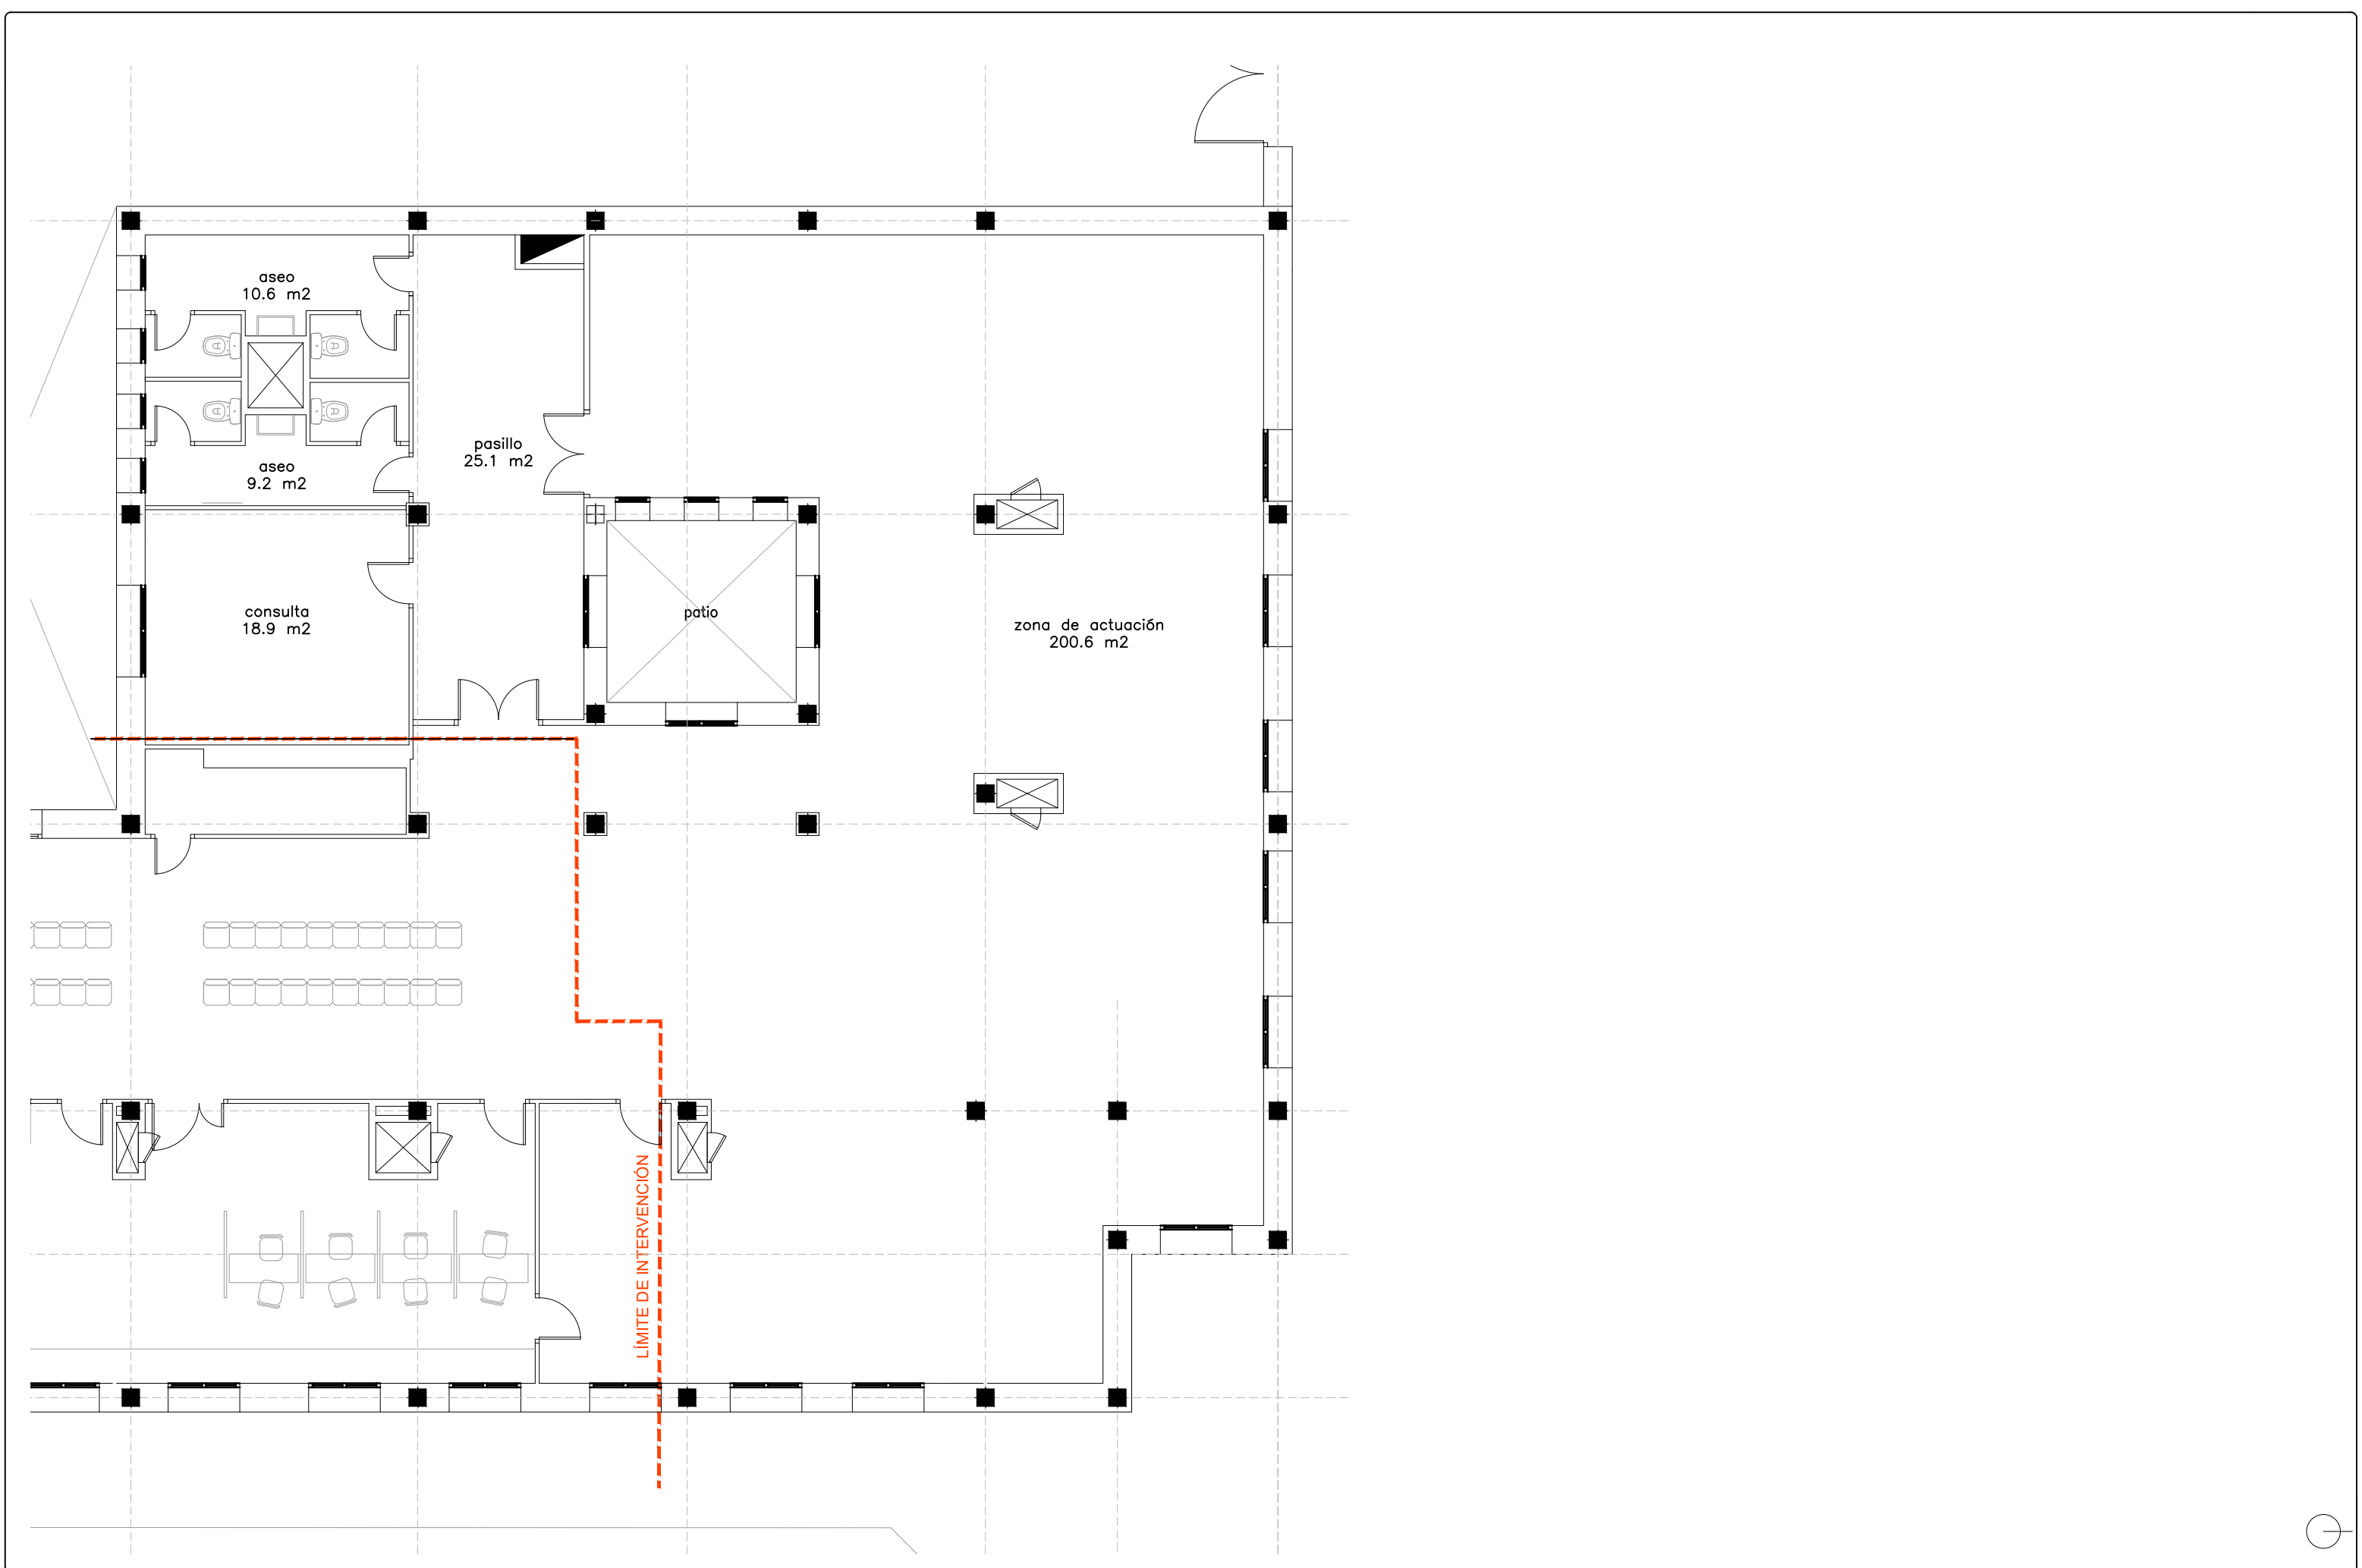 aseo
10.6 m2
pasillo
25.1 m2
aseo
9.2 m2
consulta
18.9 m2
patio
zona de actuación
200.6 m2
LÍMITE DE INTERVENCIÓN